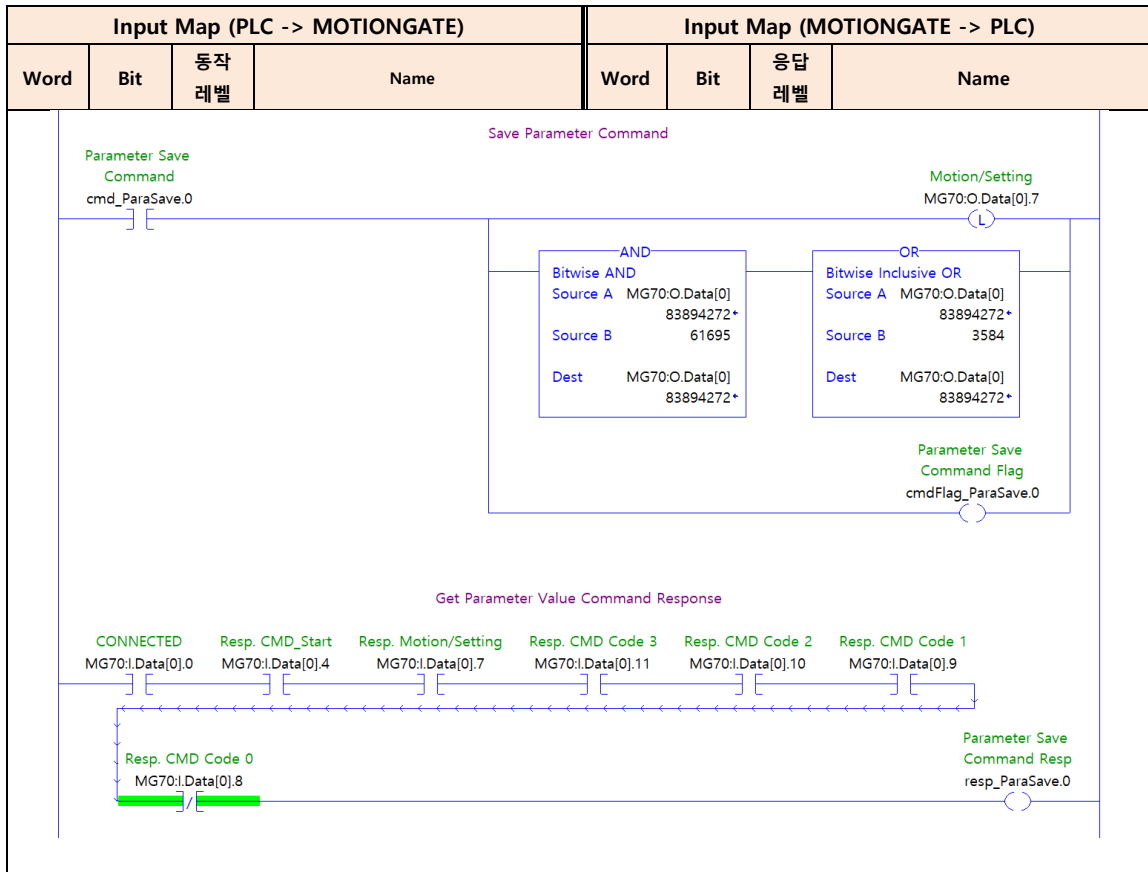 Input Map (PLC -> MOTIONGATE)
Input Map (MOTIONGATE -> PLC)
Word
Bit
동작
레벨
Name
Word
Bit
응답
레벨
Name
Save Parameter Command
Parameter Save
Command
cmd_ParaSave.0
Motion/Setting
MG70:O.Data[0].7
L
AND
Bitwise AND
Source A MG70:O.Data[0]
83894272
Source B 61695
Dest MG70:O.Data[0]
83894272
OR
Bitwise Inclusive OR
Source A MG70:O.Data[0]
83894272
Source B 3584
Dest MG70:O.Data[0]
83894272
Parameter Save
Command Flag
cmdFlag_ParaSave.0
Get Parameter Value Command Response
CONNECTED
MG70:I.Data[0].0
Resp. CMD_Start
MG70:I.Data[0].4
Resp. Motion/Setting
MG70:I.Data[0].7
Resp. CMD Code 3
MG70:I.Data[0].11
Resp. CMD Code 2
MG70:I.Data[0].10
Resp. CMD Code 1
MG70:I.Data[0].9
Resp. CMD Code 0
MG70:I.Data[0].8
Parameter Save
Command Resp
resp_ParaSave.0